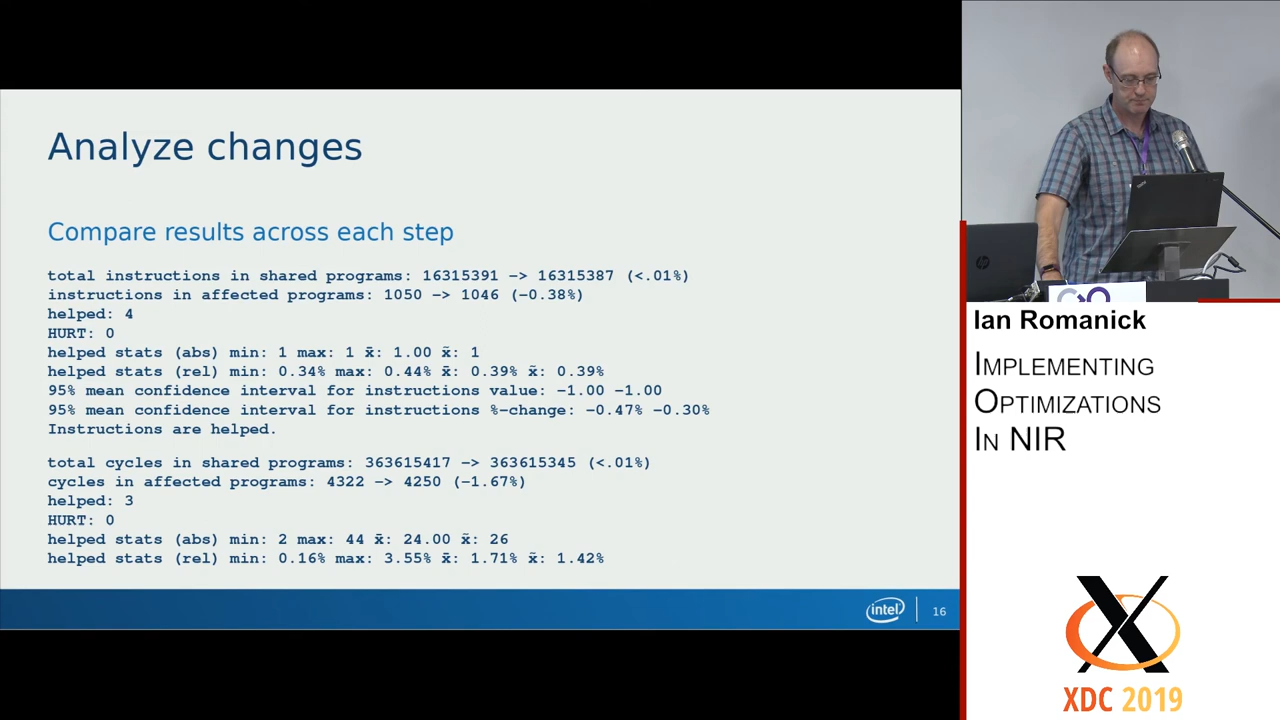 Analyze changes
Compare results across each step
total instructions in shared programs: 16315391 -> 16315387 (<.01%)
instructions in affected programs: 1050 -> 1046 (-0.38%)
helped: 4
HURT: 0
helped stats (abs) min: 1 max: 1 x̄: 1.00 x̃: 1
helped stats (rel) min: 0.34% max: 0.44% x̄: 0.39% x̃: 0.39%
95% mean confidence interval for instructions value: -1.00 -1.00
95% mean confidence interval for instructions %-change: -0.47% -0.30%
Instructions are helped.
total cycles in shared programs: 363615417 -> 363615345 (<.01%)
cycles in affected programs: 4322 -> 4250 (-1.67%)
helped: 3
HURT: 0
helped stats (abs) min: 2 max: 44 x̄: 24.00 x̃: 26
helped stats (rel) min: 0.16% max: 3.55% x̄: 1.71% x̃: 1.42%
intel
16
hp
Ian Romanick
Implementing
Optimizations
In NIR
X
XDC 2019